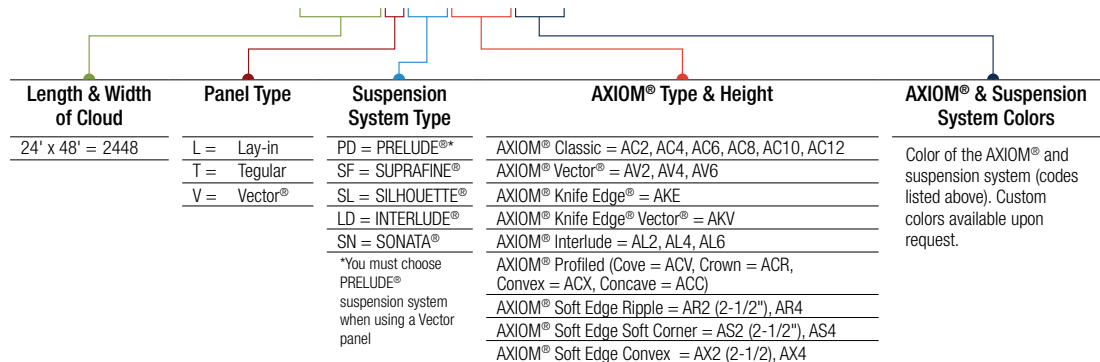 Length & Width
of Cloud
24' x 48' = 2448
Panel Type
L = Lay-in
T = Tegular
V = Vector®
Suspension
System Type
PD = PRELUDE®*
SF = SUPRAFINE®
SL = SILHOUETTE®
LD = INTERLUDE®
SN = SONATA®
*You must choose
PRELUDE®
suspension system
when using a Vector
panel
AXIOM® Type & Height
AXIOM® Classic = AC2, AC4, AC6, AC8, AC10, AC12
AXIOM® Vector® = AV2, AV4, AV6
AXIOM® Knife Edge® = AKE
AXIOM® Knife Edge® Vector® = AKV
AXIOM® Interlude = AL2, AL4, AL6
AXIOM® Profiled (Cove = ACV, Crown = ACR,
Convex = ACX, Concave = ACC)
AXIOM® Soft Edge Ripple = AR2 (2-1/2"), AR4
AXIOM® Soft Edge Soft Corner = AS2 (2-1/2"), AS4
AXIOM® Soft Edge Convex = AX2 (2-1/2), AX4
AXIOM® & Suspension
System Colors
Color of the AXIOM® and
suspension system (codes
listed above). Custom
colors available upon
request.